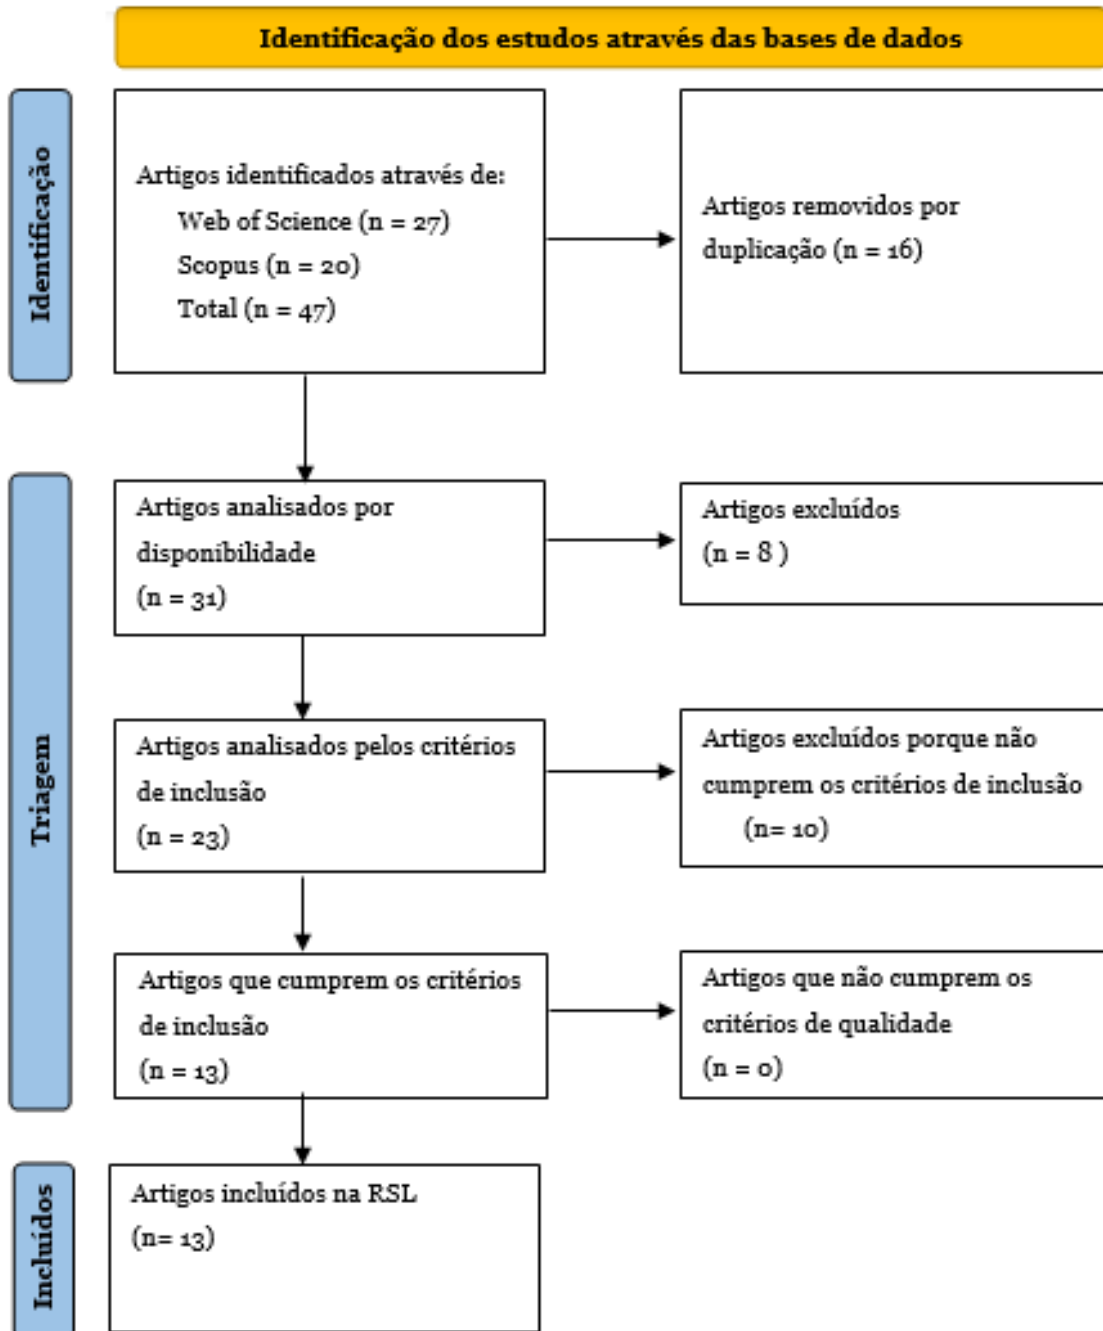 Identificação dos estudos através das bases de dados
Identificação
Artigos identificados através de:
Web of Science (n = 27)
Scopus (n = 20)
Total (n = 47)
Artigos removidos por
duplicação (n = 16)
Triagem
Artigos analisados por
disponibilidade
(n = 31)
Artigos excluídos
(n = 8 )
Artigos analisados pelos critérios
de inclusão
(n = 23)
Artigos excluídos porque não
cumprem os critérios de inclusão
(n= 10)
Artigos que cumprem os critérios
de inclusão
(n = 13)
Artigos que não cumprem os
critérios de qualidade
(n = 0)
Incluídos
Artigos incluídos na RSL
(n= 13)